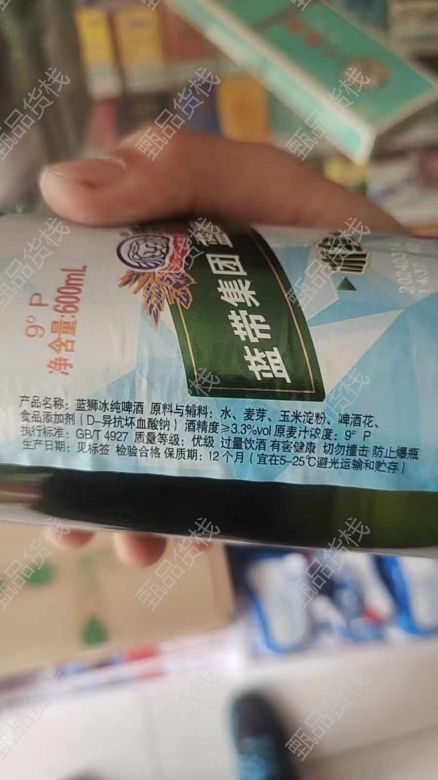 9° P
净含量:600mL
蓝带集团
产品名称：蓝狮冰纯啤酒 原料与辅料：水、麦芽、玉米淀粉、啤酒花、
食品添加剂（D-异抗坏血酸钠）酒精度≥3.3%vol 原麦汁浓度：9° P
执行标准：GB/T 4927 质量等级：优级 过量饮酒 有害健康 切勿撞击 防止爆瓶
生产日期：见标签 检验合格 保质期：12个月（宜在5-25℃避光运输和贮存）
甄品货栈